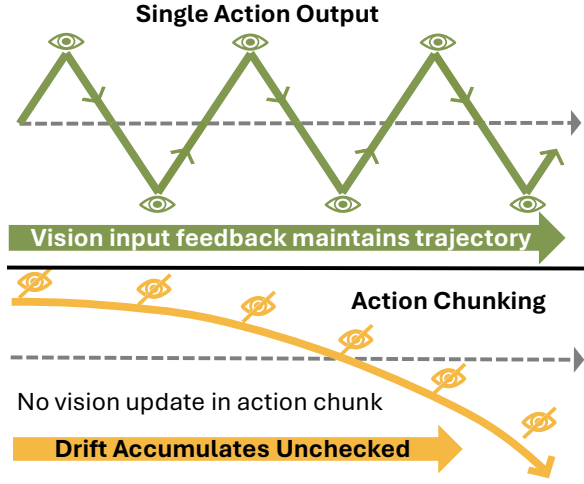 Single Action Output
Vision input feedback maintains trajectory
Action Chunking
No vision update in action chunk
Drift Accumulates Unchecked